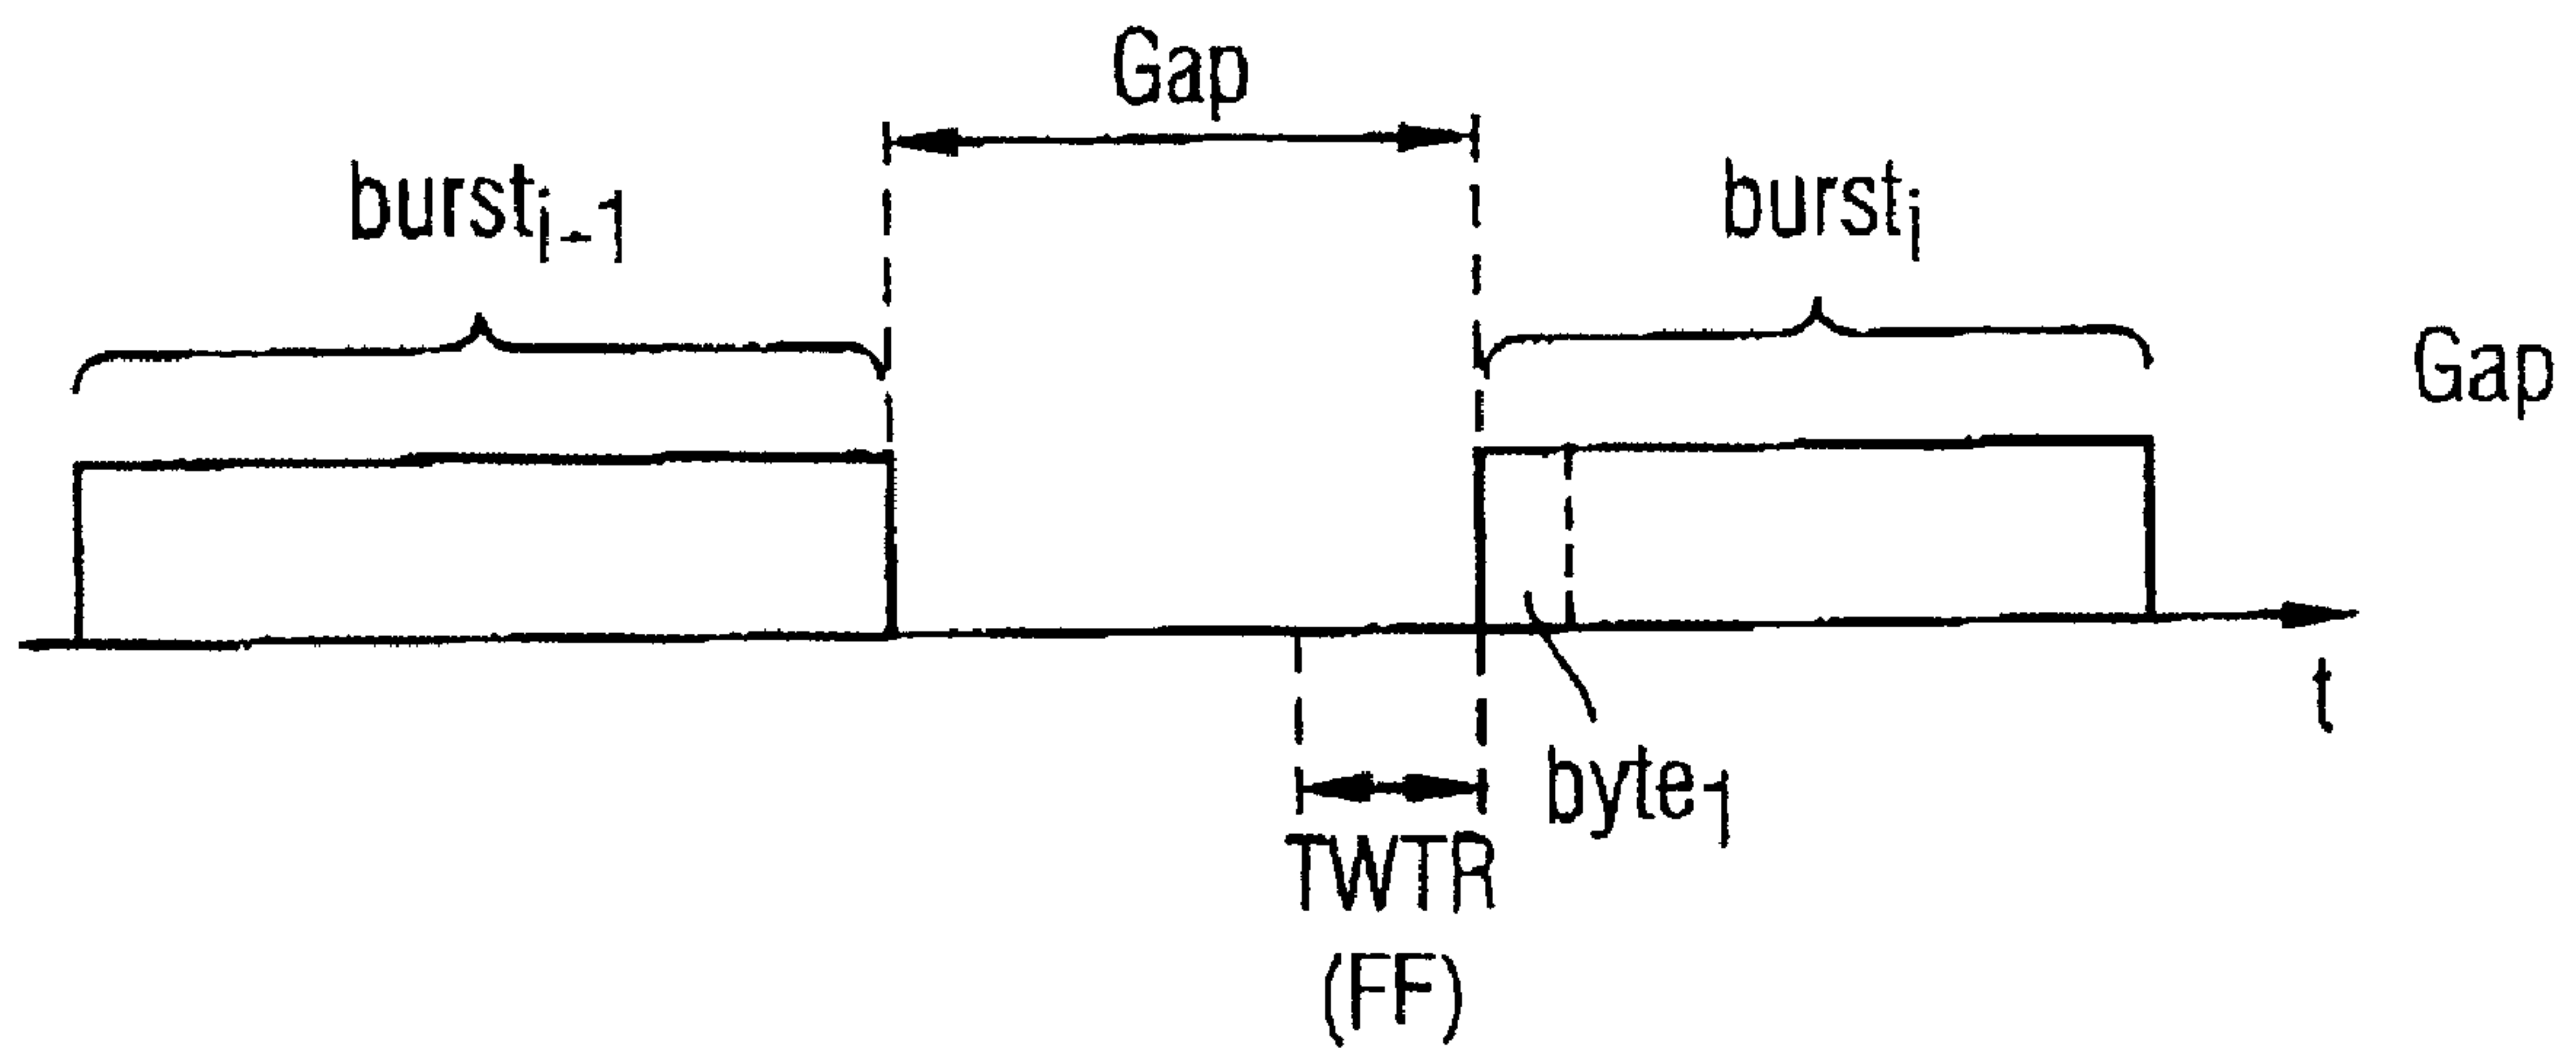 Gap
burst_{i-1}
burst_i
Gap
t
byte_1
TWTR
(FF)